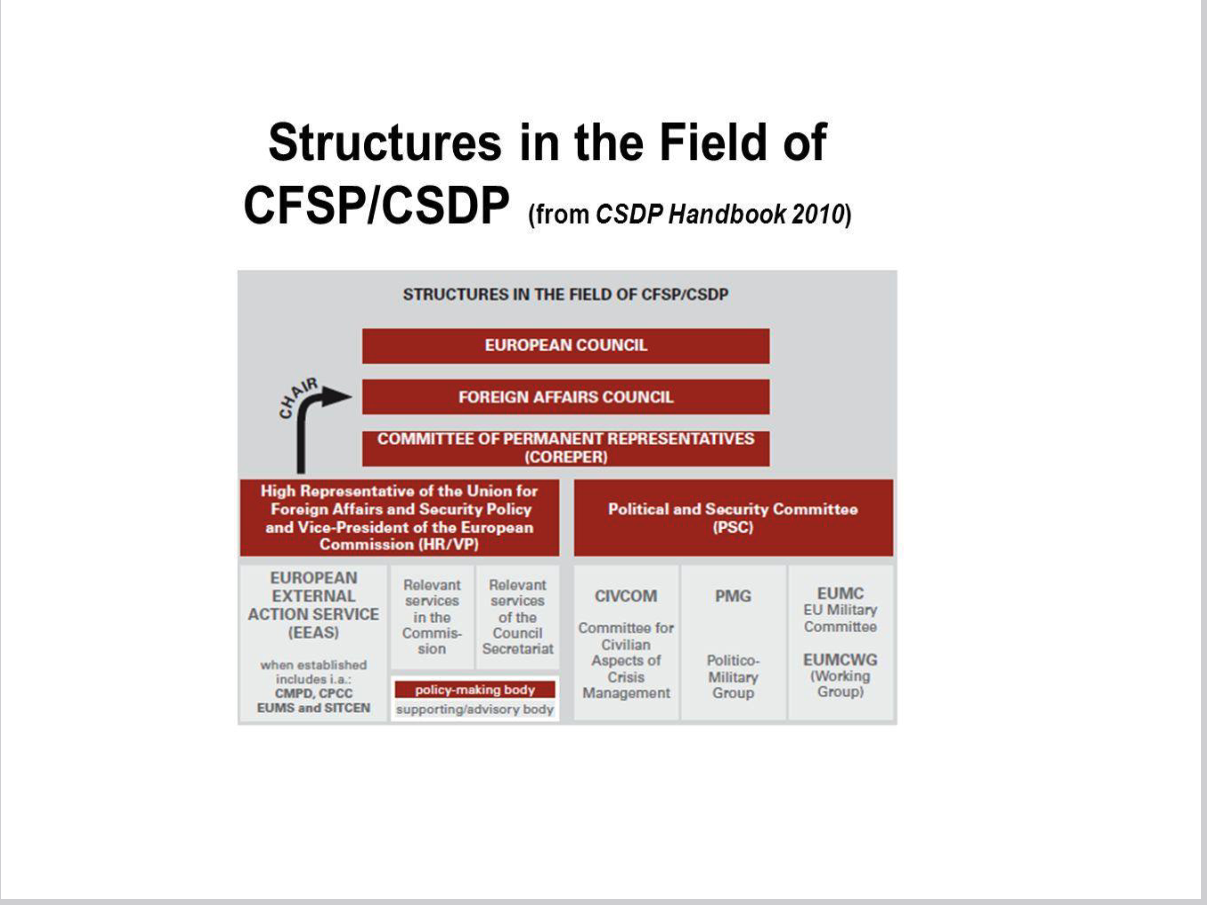 Structures in the Field of
CFSP/CSDP (from CSDP Handbook 2010)
STRUCTURES IN THE FIELD OF CFSP/CSDP
EUROPEAN COUNCIL
CHAIR
FOREIGN AFFAIRS COUNCIL
COMMITTEE OF PERMANENT REPRESENTATIVES
(COREPER)
High Representative of the Union for
Foreign Affairs and Security Policy
and Vice-President of the European
Commission (HR/VP)
Political and Security Committee
(PSC)
EUROPEAN
EXTERNAL
ACTION SERVICE
(EEAS)
when established
includes i.a.:
CMPD, CPCC
EUMS and SITCEN
Relevant
services
in the
Commis-
sion
Relevant
services
of the
Council
Secretariat
policy-making body
supporting/advisory body
CIVCOM
Committee for
Civilian
Aspects of
Crisis
Management
PMG
Politico-
Military
Group
EUMC
EU Military
Committee
EUMCWG
(Working
Group)